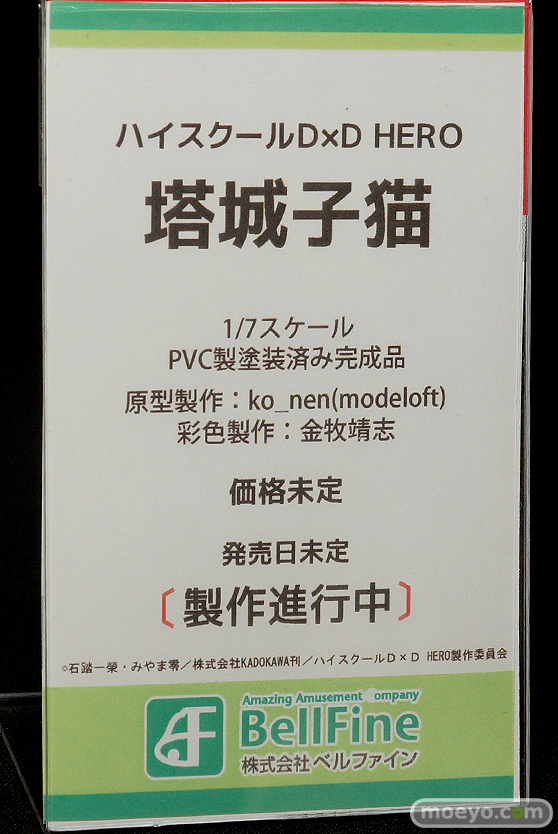 ハイスクールD×D HERO
塔城子猫
1/7スケール
PVC製塗装済み完成品
原型製作：ko_nen(modeloft)
彩色製作：金牧靖志
価格未定
発売日未定
〔製作進行中〕
©石踏一榮・みやま零／株式会社KADOKAWA刊／ハイスクールD×D HERO製作委員会
Amazing Amusement Company
BellFine
株式会社ベルファイン
moeyo.com